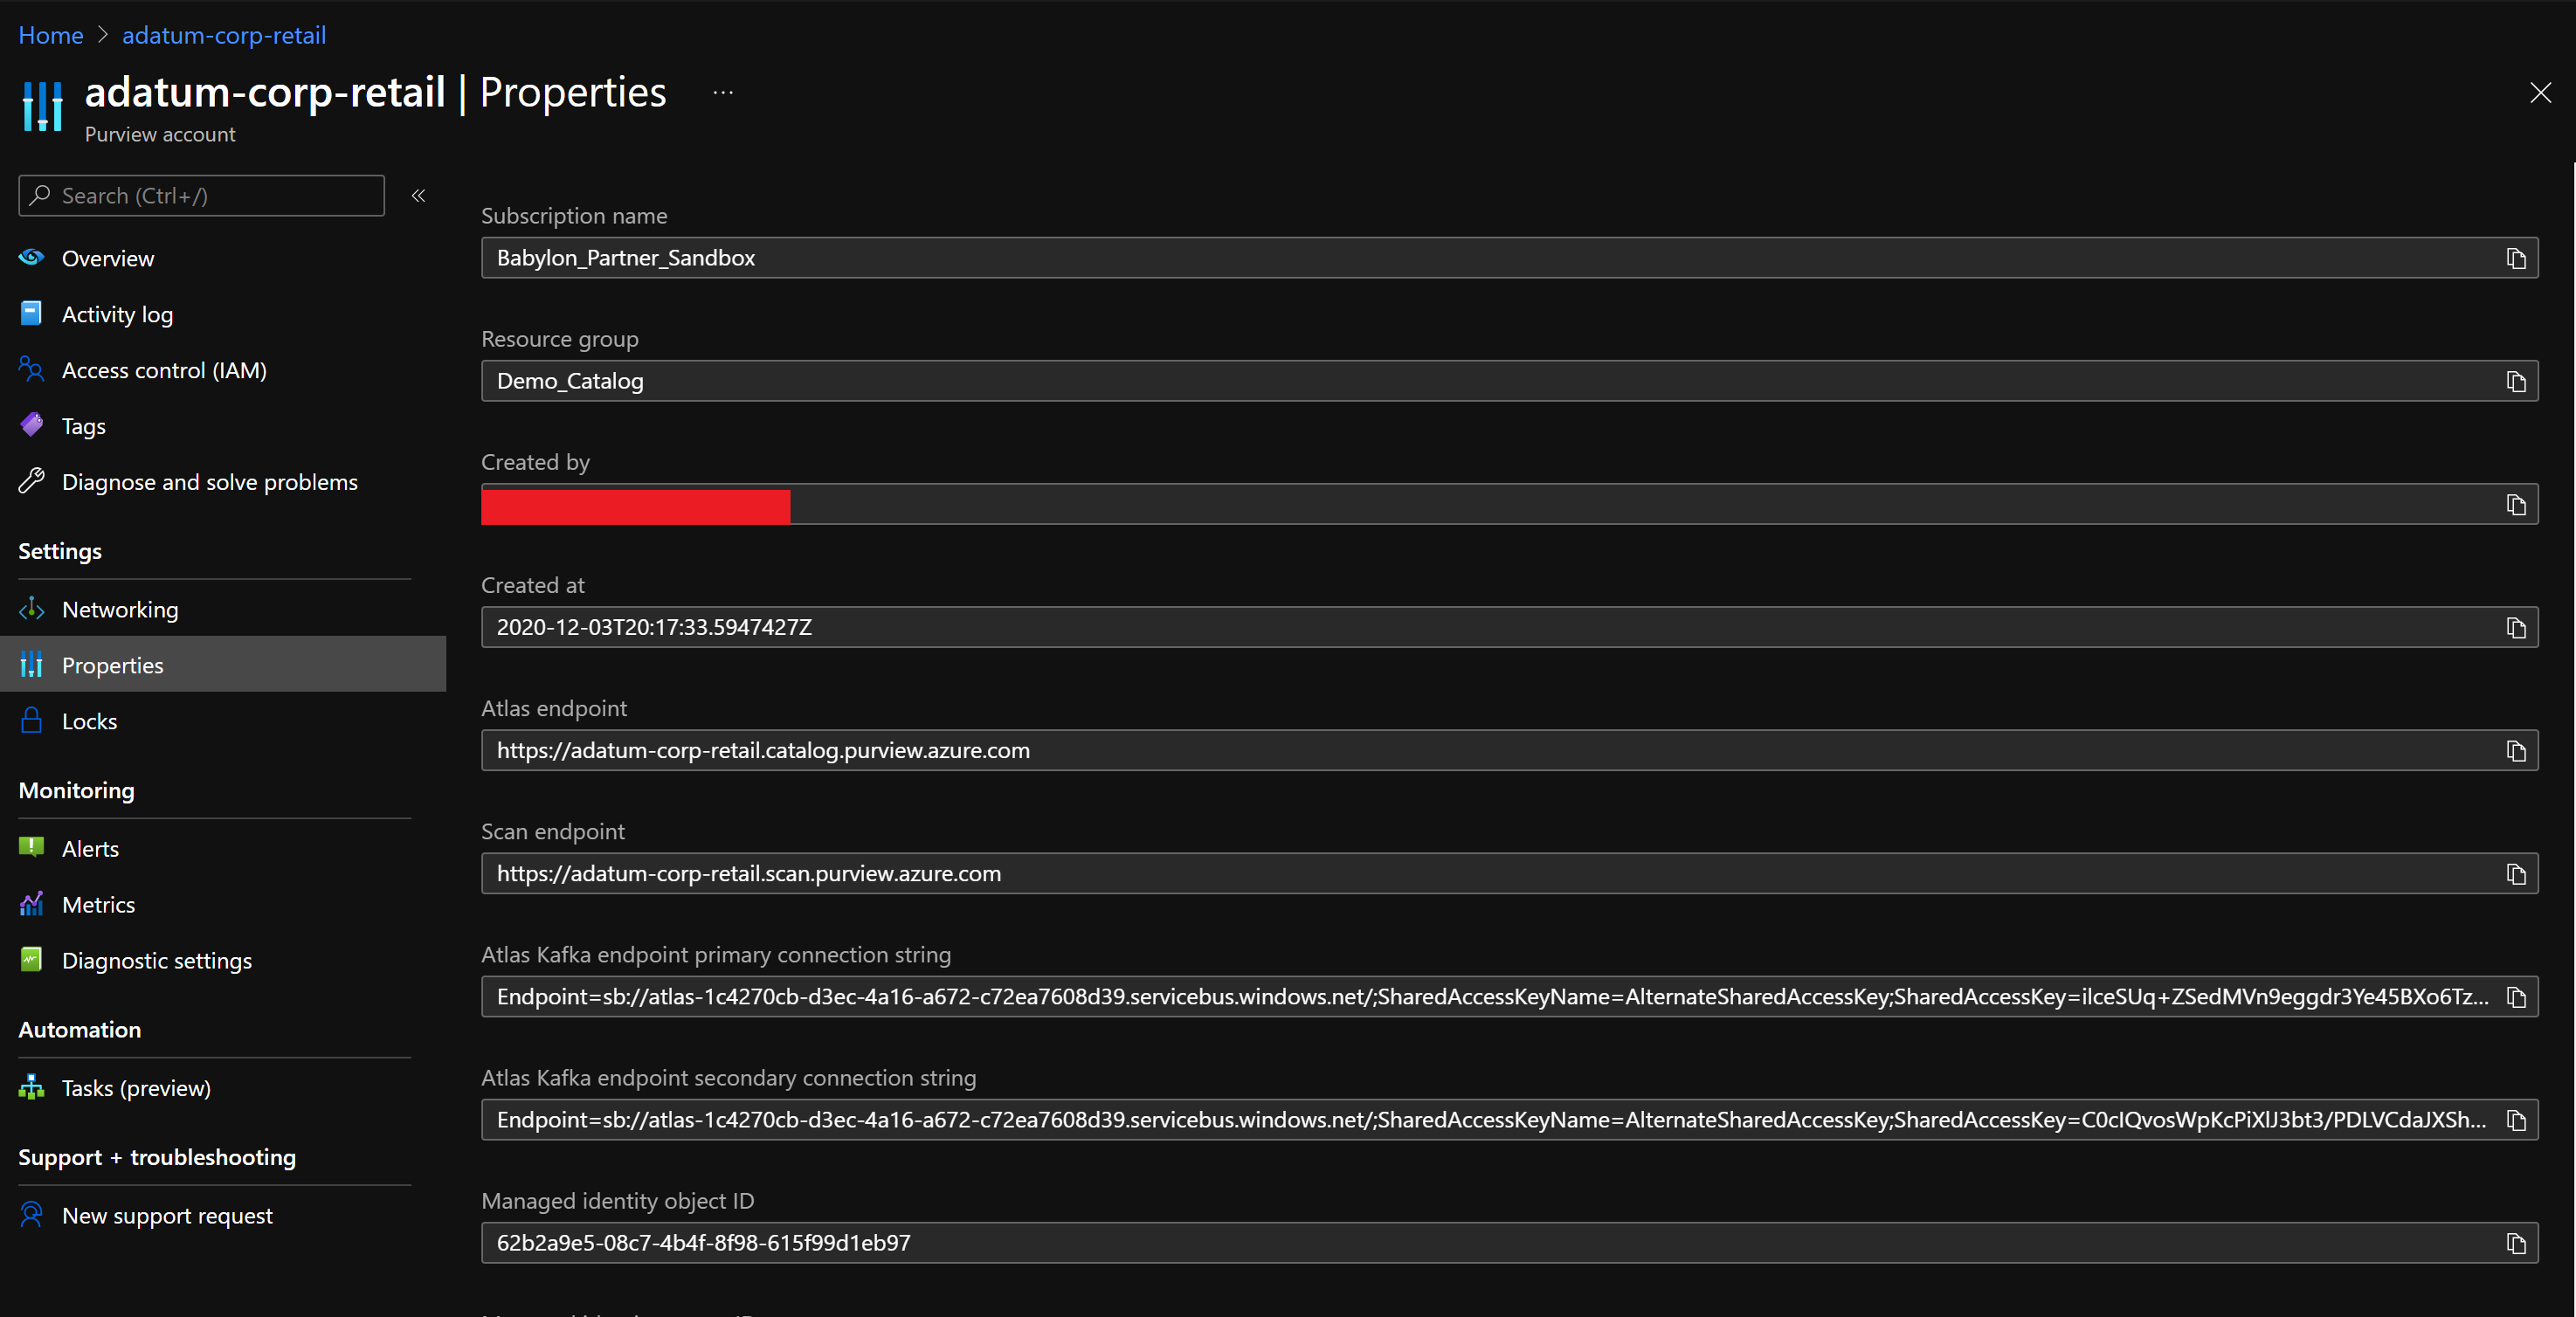 Home > adatum-corp-retail
adatum-corp-retail | Properties ...
Purview account
Search (Ctrl+/)
«
Overview
Activity log
Access control (IAM)
Tags
Diagnose and solve problems
Settings
Networking
Properties
Locks
Monitoring
Alerts
Metrics
Diagnostic settings
Automation
Tasks (preview)
Support + troubleshooting
New support request
Subscription name
Babylon_Partner_Sandbox
Resource group
Demo_Catalog
Created by
Created at
2020-12-03T20:17:33.5947427Z
Atlas endpoint
https://adatum-corp-retail.catalog.purview.azure.com
Scan endpoint
https://adatum-corp-retail.scan.purview.azure.com
Atlas Kafka endpoint primary connection string
Endpoint=sb://atlas-1c4270cb-d3ec-4a16-a672-c72ea7608d39.servicebus.windows.net/;SharedAccessKeyName=AlternateSharedAccessKey;SharedAccessKey=ilceSUq+ZSedMVn9eggdr3Ye45BXo6Tz...
Atlas Kafka endpoint secondary connection string
Endpoint=sb://atlas-1c4270cb-d3ec-4a16-a672-c72ea7608d39.servicebus.windows.net/;SharedAccessKeyName=AlternateSharedAccessKey;SharedAccessKey=C0cIQvosWpKcPiXlJ3bt3/PDLVCdaJXSh...
Managed identity object ID
62b2a9e5-08c7-4b4f-8f98-615f99d1eb97